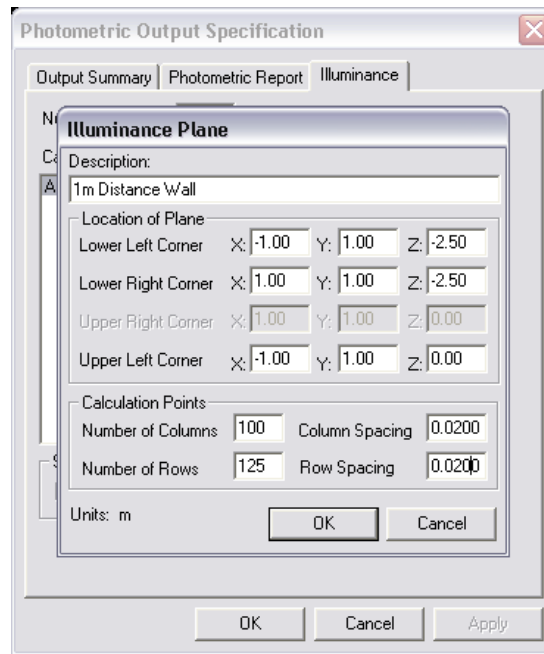 Photometric Output Specification
Output Summary Photometric Report Illuminance
Illuminance Plane
Description:
1m Distance Wall
Location of Plane
Lower Left Corner X: -1.00 Y: 1.00 Z: -2.50
Lower Right Corner X: 1.00 Y: 1.00 Z: -2.50
Upper Right Corner X: 1.00 Y: 1.00 Z: 0.00
Upper Left Corner X: -1.00 Y: 1.00 Z: 0.00
Calculation Points
Number of Columns 100 Column Spacing 0.0200
Number of Rows 125 Row Spacing 0.0200
Units: m OK Cancel
OK Cancel Apply